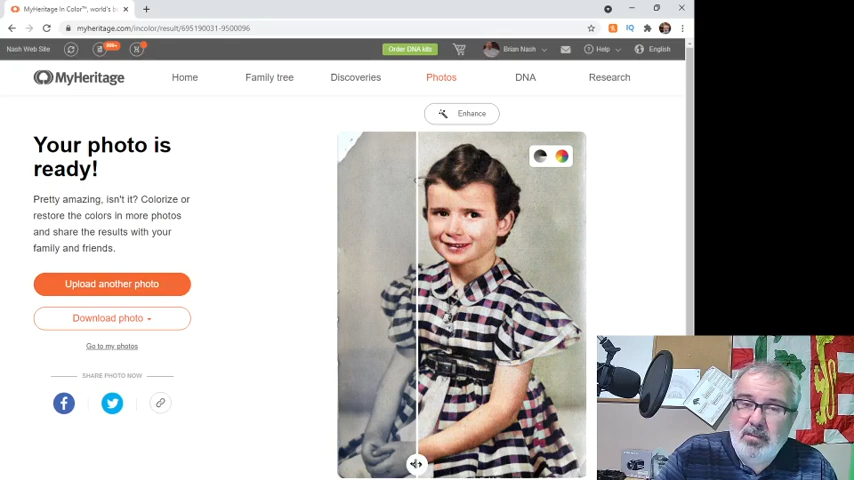 MyHeritage In Color™, world's b
myheritage.com/incolor/result/695190031-9500096
Nash Web Site
Order DNA kits
Brian Nash
Help
English
MyHeritage
Home
Family tree
Discoveries
Photos
DNA
Research
Enhance
Your photo is
ready!
Pretty amazing, isn't it? Colorize or
restore the colors in more photos
and share the results with your
family and friends.
Upload another photo
Download photo
Go to my photos
SHARE PHOTO NOW